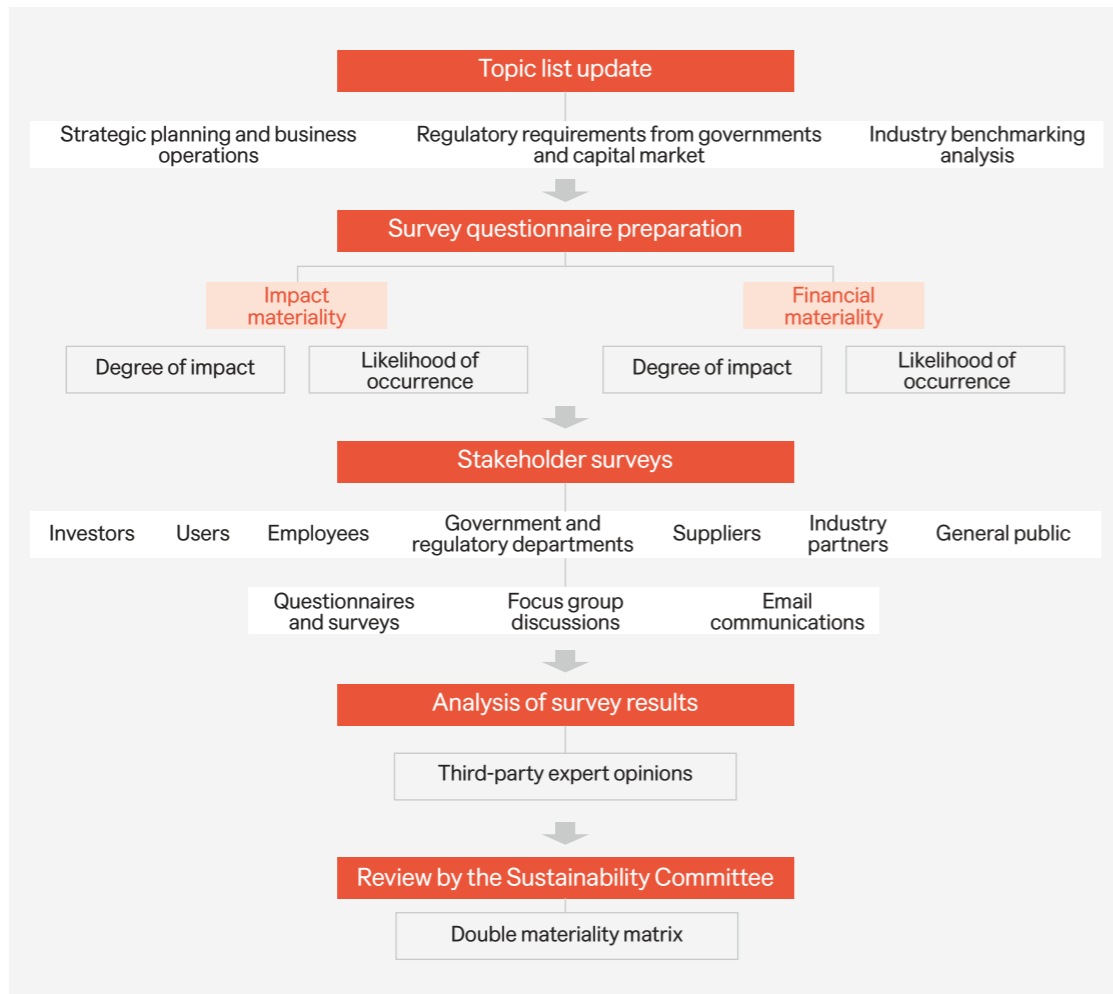 Topic list update
Strategic planning and business
operations
Regulatory requirements from governments
and capital market
Industry benchmarking
analysis
Survey questionnaire preparation
Impact
materiality
Financial
materiality
Degree of impact
Likelihood of
occurrence
Degree of impact
Likelihood of
occurrence
Stakeholder surveys
Investors
Users
Employees
Government and
regulatory departments
Suppliers
Industry
partners
General public
Questionnaires
and surveys
Focus group
discussions
Email
communications
Analysis of survey results
Third-party expert opinions
Review by the Sustainability Committee
Double materiality matrix